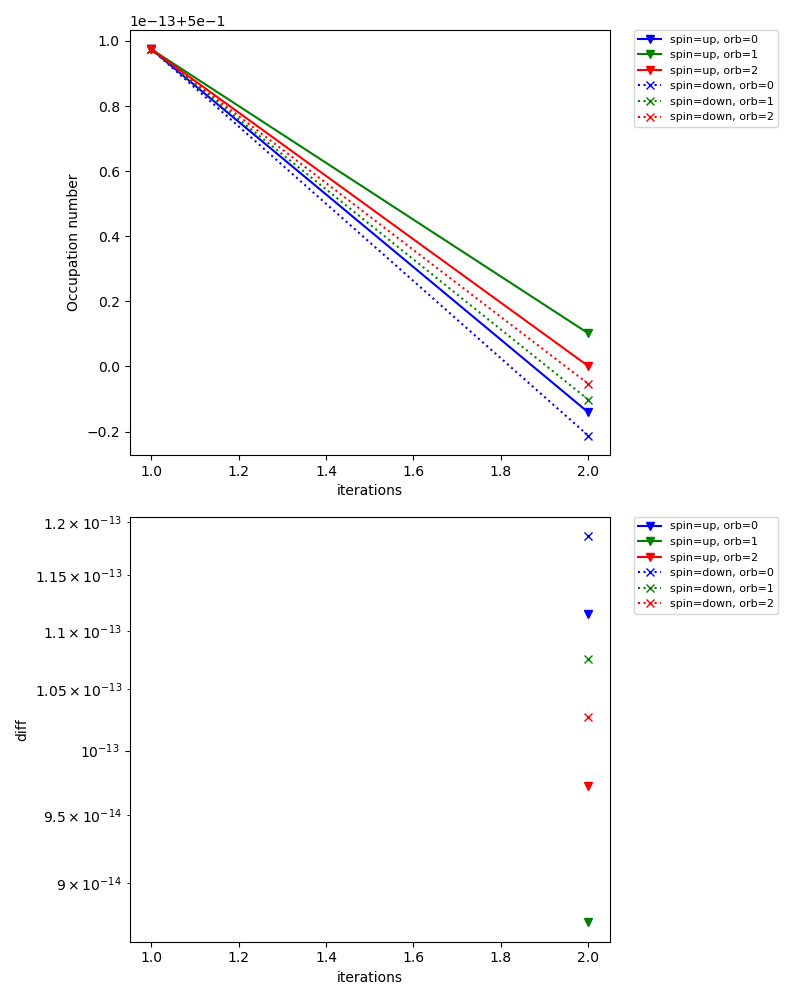 1e−13+5e−1
1.0
0.8
0.6
0.4
0.2
0.0
−0.2
Occupation number
1.0 1.2 1.4 1.6 1.8 2.0
iterations
spin=up, orb=0
spin=up, orb=1
spin=up, orb=2
spin=down, orb=0
spin=down, orb=1
spin=down, orb=2
1.2 × 10⁻¹³
1.15 × 10⁻¹³
1.1 × 10⁻¹³
1.05 × 10⁻¹³
10⁻¹³
9.5 × 10⁻¹⁴
9 × 10⁻¹⁴
diff
1.0 1.2 1.4 1.6 1.8 2.0
iterations
spin=up, orb=0
spin=up, orb=1
spin=up, orb=2
spin=down, orb=0
spin=down, orb=1
spin=down, orb=2